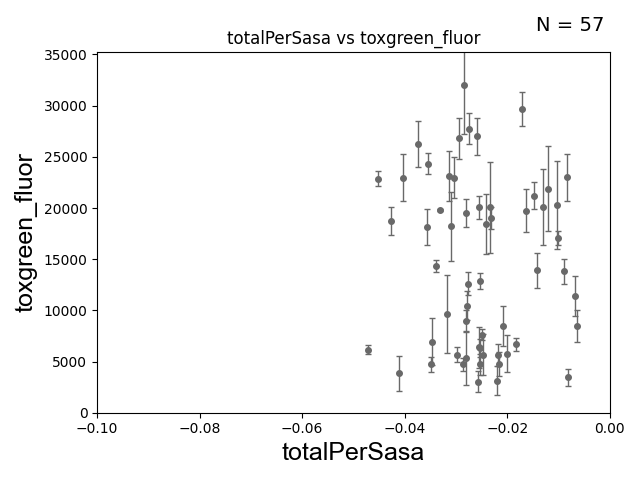 N = 57
totalPerSasa vs toxgreen_fluor
35000
30000
25000
20000
15000
10000
5000
0
toxgreen_fluor
−0.10 −0.08 −0.06 −0.04 −0.02 0.00
totalPerSasa